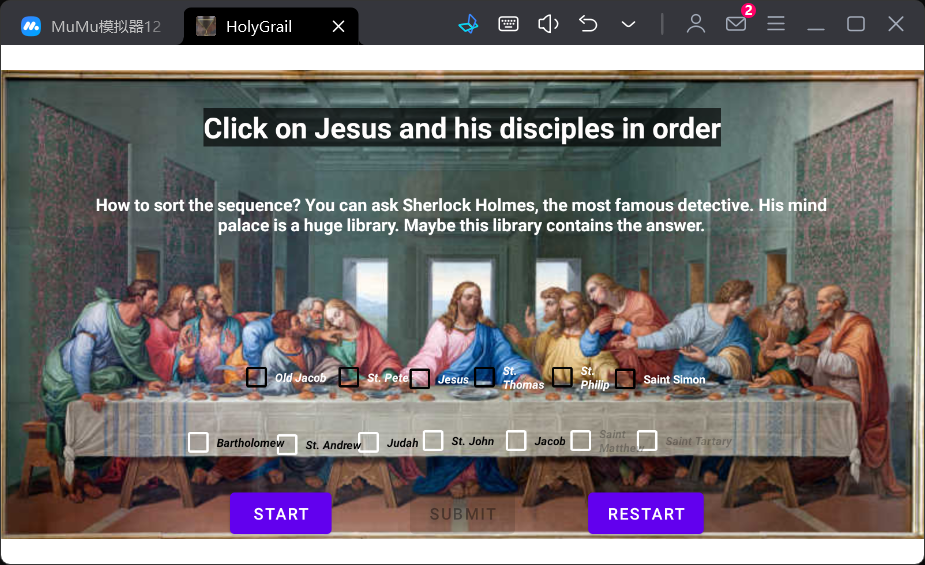 MuMu模拟器12
HolyGrail
2
Click on Jesus and his disciples in order
How to sort the sequence? You can ask Sherlock Holmes, the most famous detective. His mind
palace is a huge library. Maybe this library contains the answer.
Old Jacob
St. Pete
Jesus
St.
Thomas
St.
Philip
Saint Simon
Bartholomew
St. Andrew
Judah
St. John
Jacob
Saint
Matthew
Saint Tartary
START
SUBMIT
RESTART